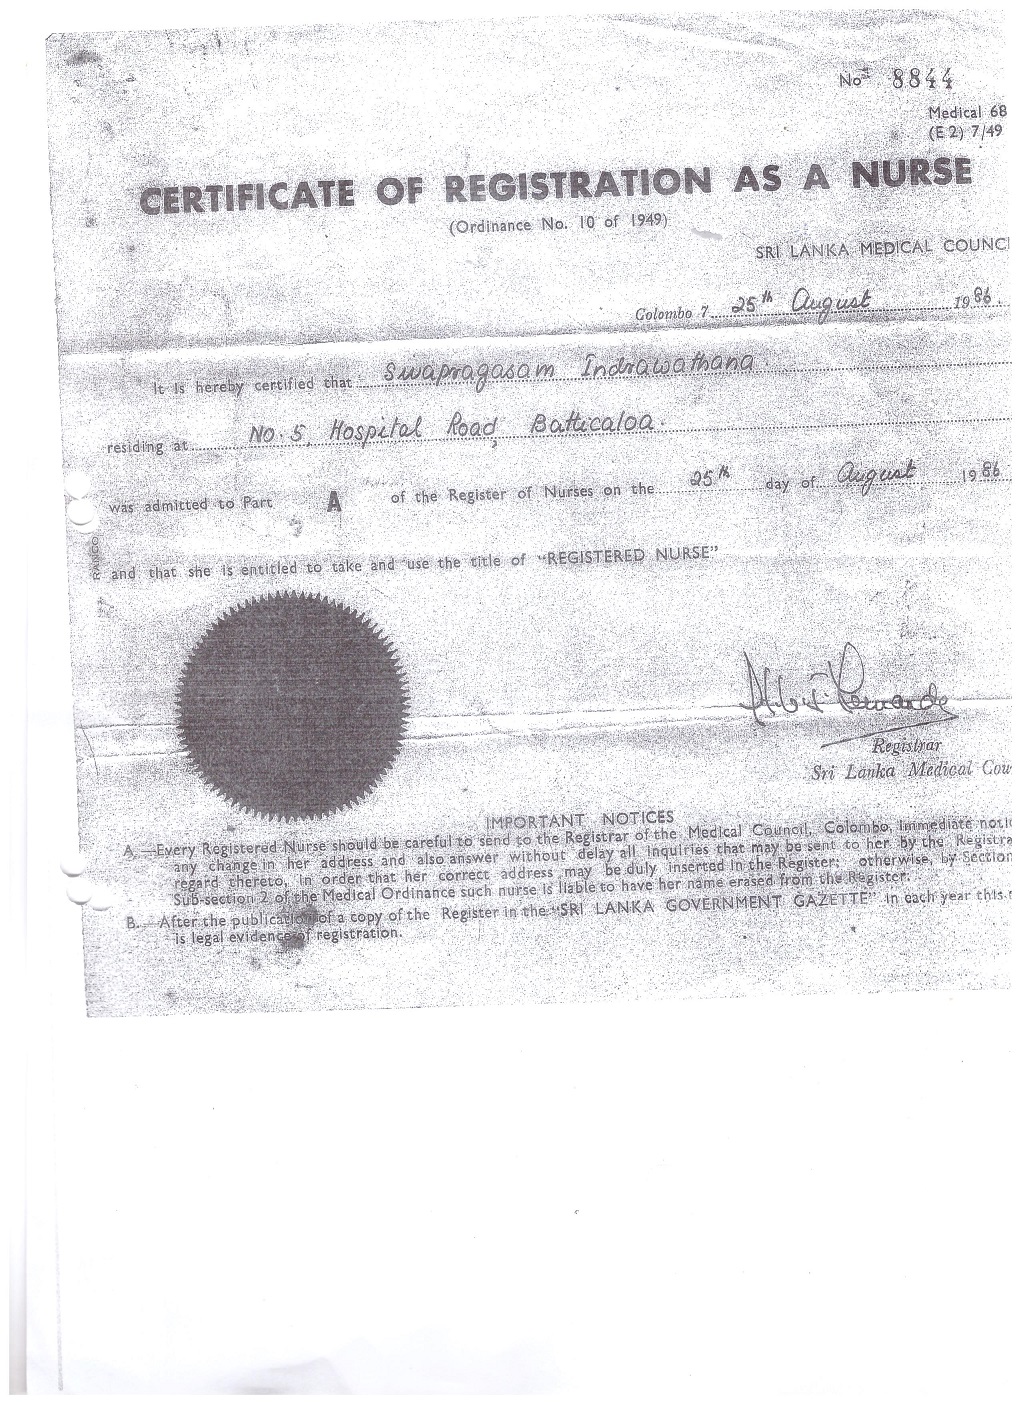 No 8844
Medical 68
(E 2) 7/49
CERTIFICATE OF REGISTRATION AS A NURSE
(Ordinance No. 10 of 1949)
SRI LANKA MEDICAL COUNCI
Colombo 7 25th August 1986.
It is hereby certified that Sivapragasam Indrawathana
residing at No. 5, Hospital Road, Batticaloa.
was admitted to Part A of the Register of Nurses on the 25th day of August 1986
and that she is entitled to take and use the title of "REGISTERED NURSE"
Registrar
Sri Lanka Medical Cou
IMPORTANT NOTICES
A.—Every Registered Nurse should be careful to send to the Registrar of the Medical Council, Colombo, immediate noti
any change in her address and also answer without delay all inquiries that may be sent to her by the Registra
regard thereto, in order that her correct address may be duly inserted in the Register; otherwise, by Section
Sub-section 2 of the Medical Ordinance such nurse is liable to have her name erased from the Register.
B.—After the publication of a copy of the Register in the "SRI LANKA GOVERNMENT GAZETTE" in each year this
is legal evidence of registration.